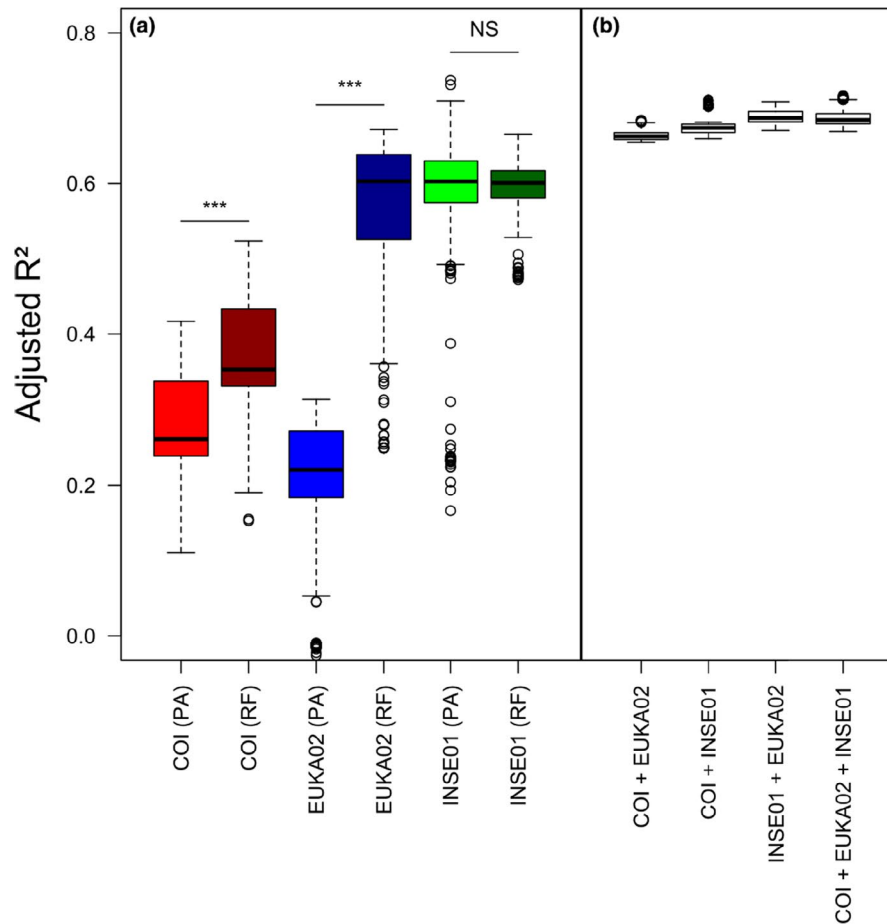 (a)
(b)
NS
***
***
Adjusted R²
0.8
0.6
0.4
0.2
0.0
COI (PA)
COI (RF)
EUKA02 (PA)
EUKA02 (RF)
INSE01 (PA)
INSE01 (RF)
COI + EUKA02
COI + INSE01
INSE01 + EUKA02
COI + EUKA02 + INSE01